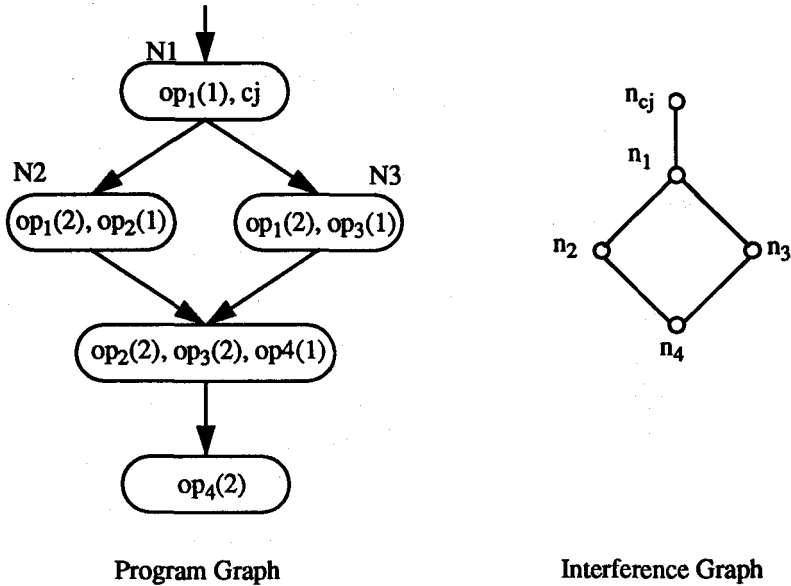 N1
op₁(1), cj
N2
N3
op₁(2), op₂(1)
op₁(2), op₃(1)
op₂(2), op₃(2), op4(1)
op₄(2)
Program Graph
n_cj
n₁
n₂
n₃
n₄
Interference Graph